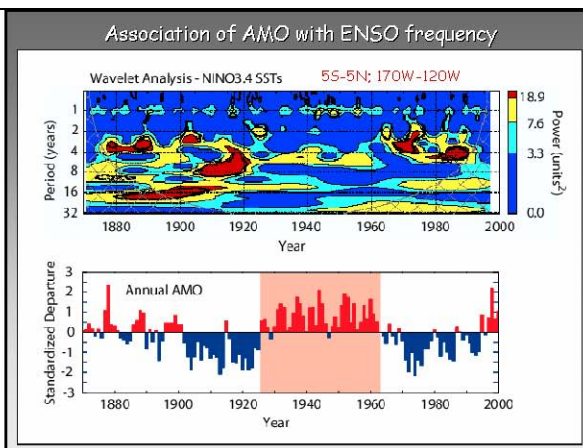 Association of AMO with ENSO frequency
Wavelet Analysis - NINO3.4 SSTs 5S-5N; 170W-120W
Period (years)
1
2
4
8
16
32
1880 1900 1920 1940 1960 1980
Year
18.9
7.6
3.3
0.0
Power (units²)
Standardized Departure
3
2
1
0
-1
-2
-3
Annual AMO
1880 1900 1920 1940 1960 1980 2000
Year